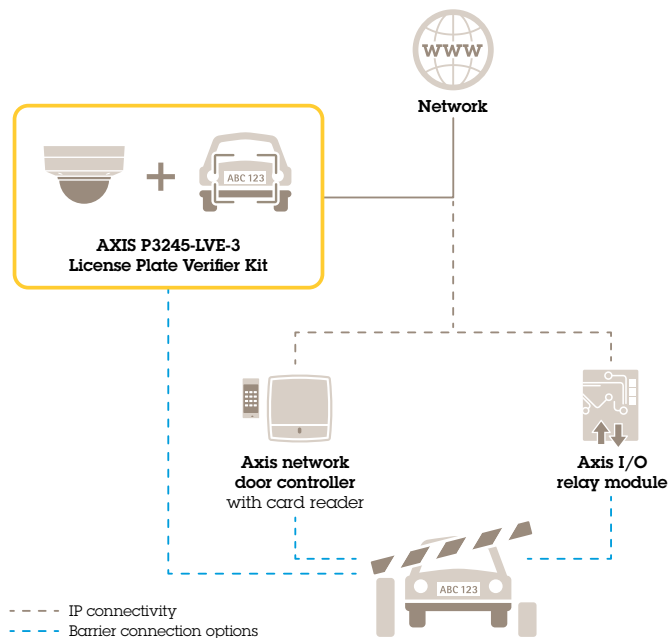 WWW
Network
ABC 123
AXIS P3245-LVE-3
License Plate Verifier Kit
Axis network
door controller
with card reader
Axis I/O
relay module
ABC 123
IP connectivity
Barrier connection options